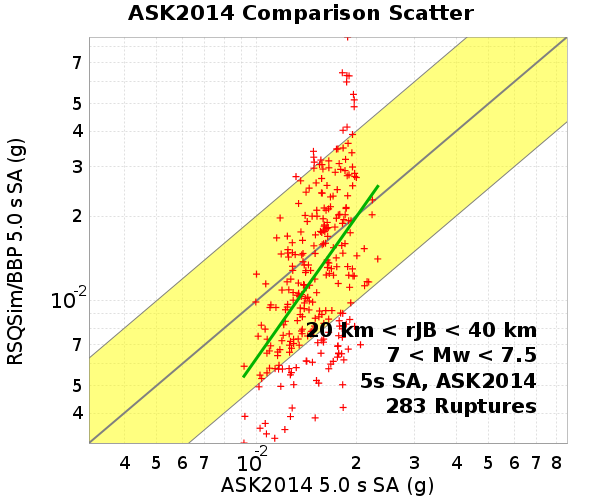 ASK2014 Comparison Scatter
RSQSim/BBP 5.0 s SA (g)
7
5
4
3
2
10-2
7
5
4
20 km < rJB < 40 km
7 < Mw < 7.5
5s SA, ASK2014
283 Ruptures
4 5 6 7 10-2 2 3 4 5 6 7 8
ASK2014 5.0 s SA (g)